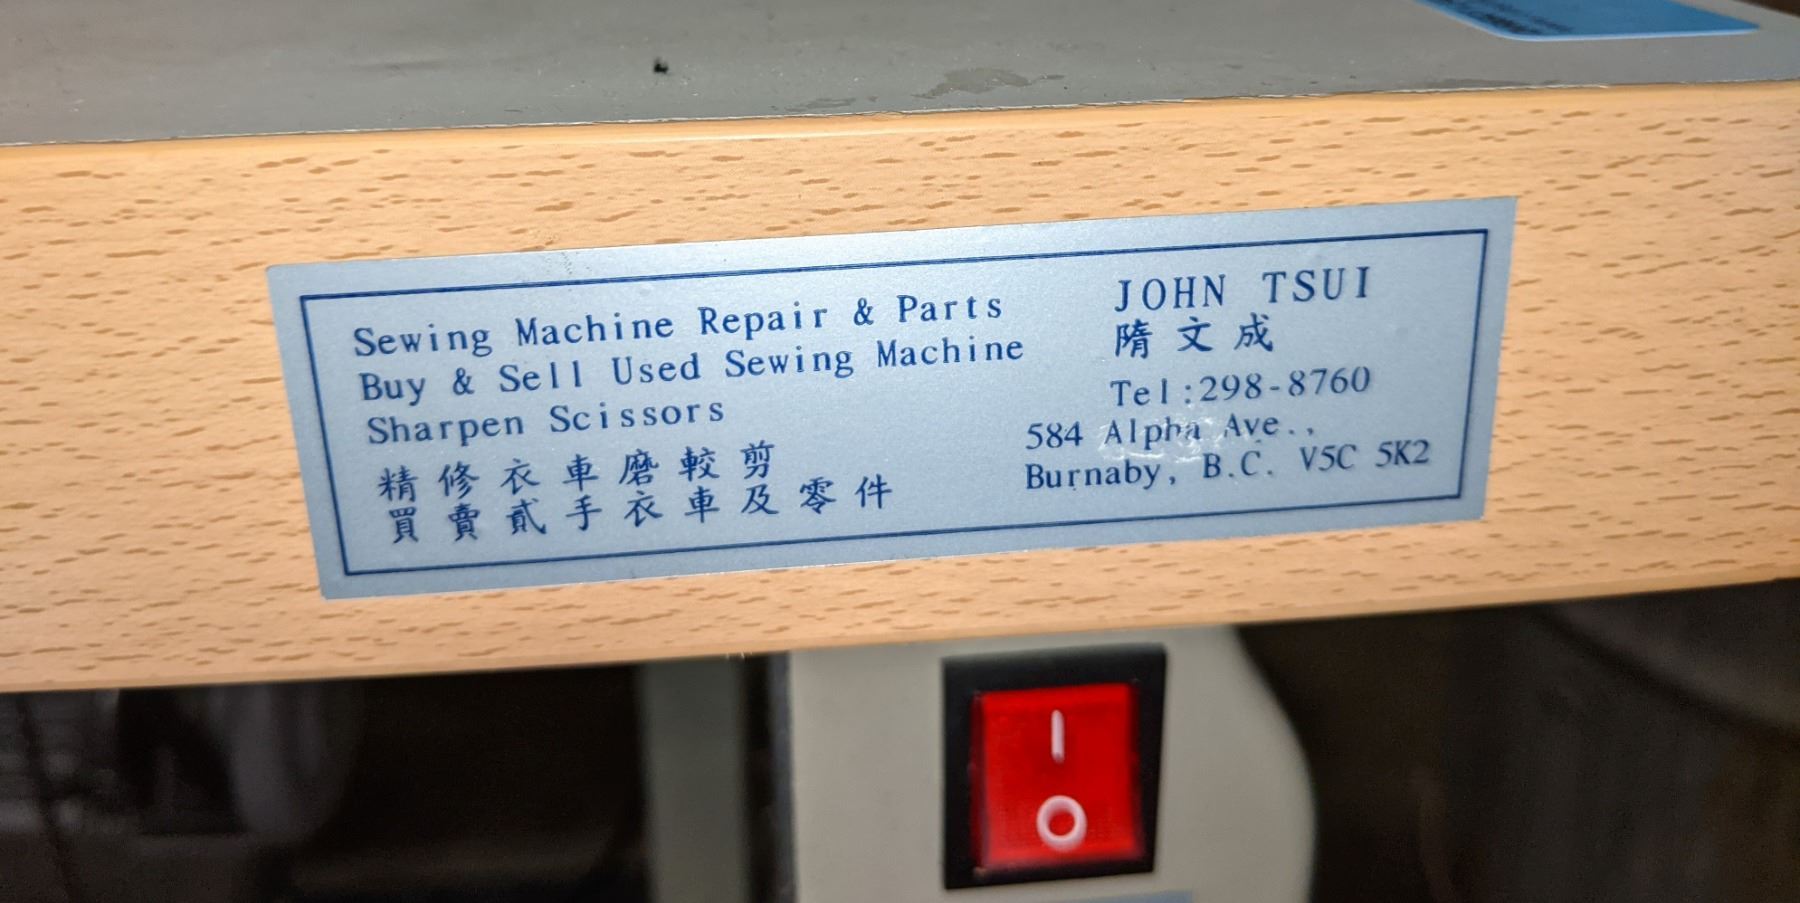 Sewing Machine Repair & Parts
Buy & Sell Used Sewing Machine
Sharpen Scissors
精修衣車磨較剪
買賣貳手衣車及零件
JOHN TSUI
隋文成
Tel:298-8760
584 Alpha Ave.,
Burnaby, B.C. V5C 5K2